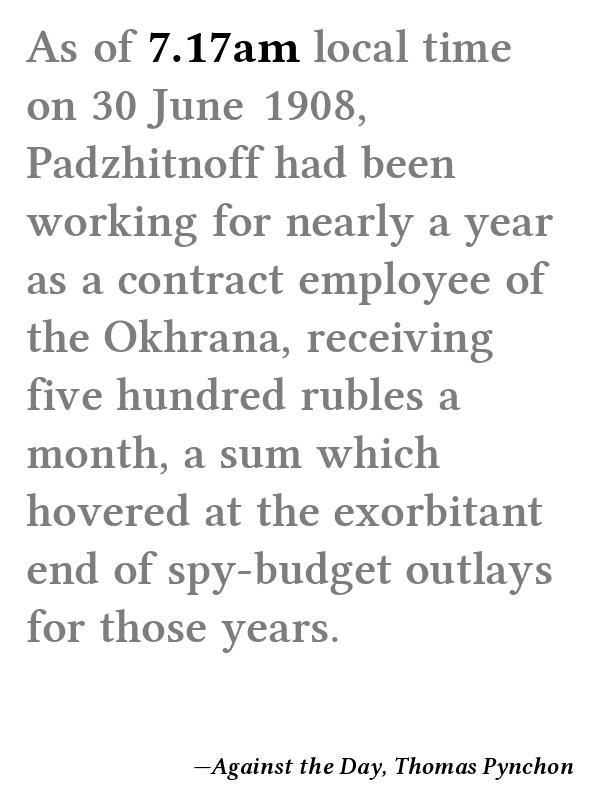 As of 7.17am local time
on 30 June 1908,
Padzhitnoff had been
working for nearly a year
as a contract employee of
the Okhrana, receiving
five hundred rubles a
month, a sum which
hovered at the exorbitant
end of spy-budget outlays
for those years.
—Against the Day, Thomas Pynchon